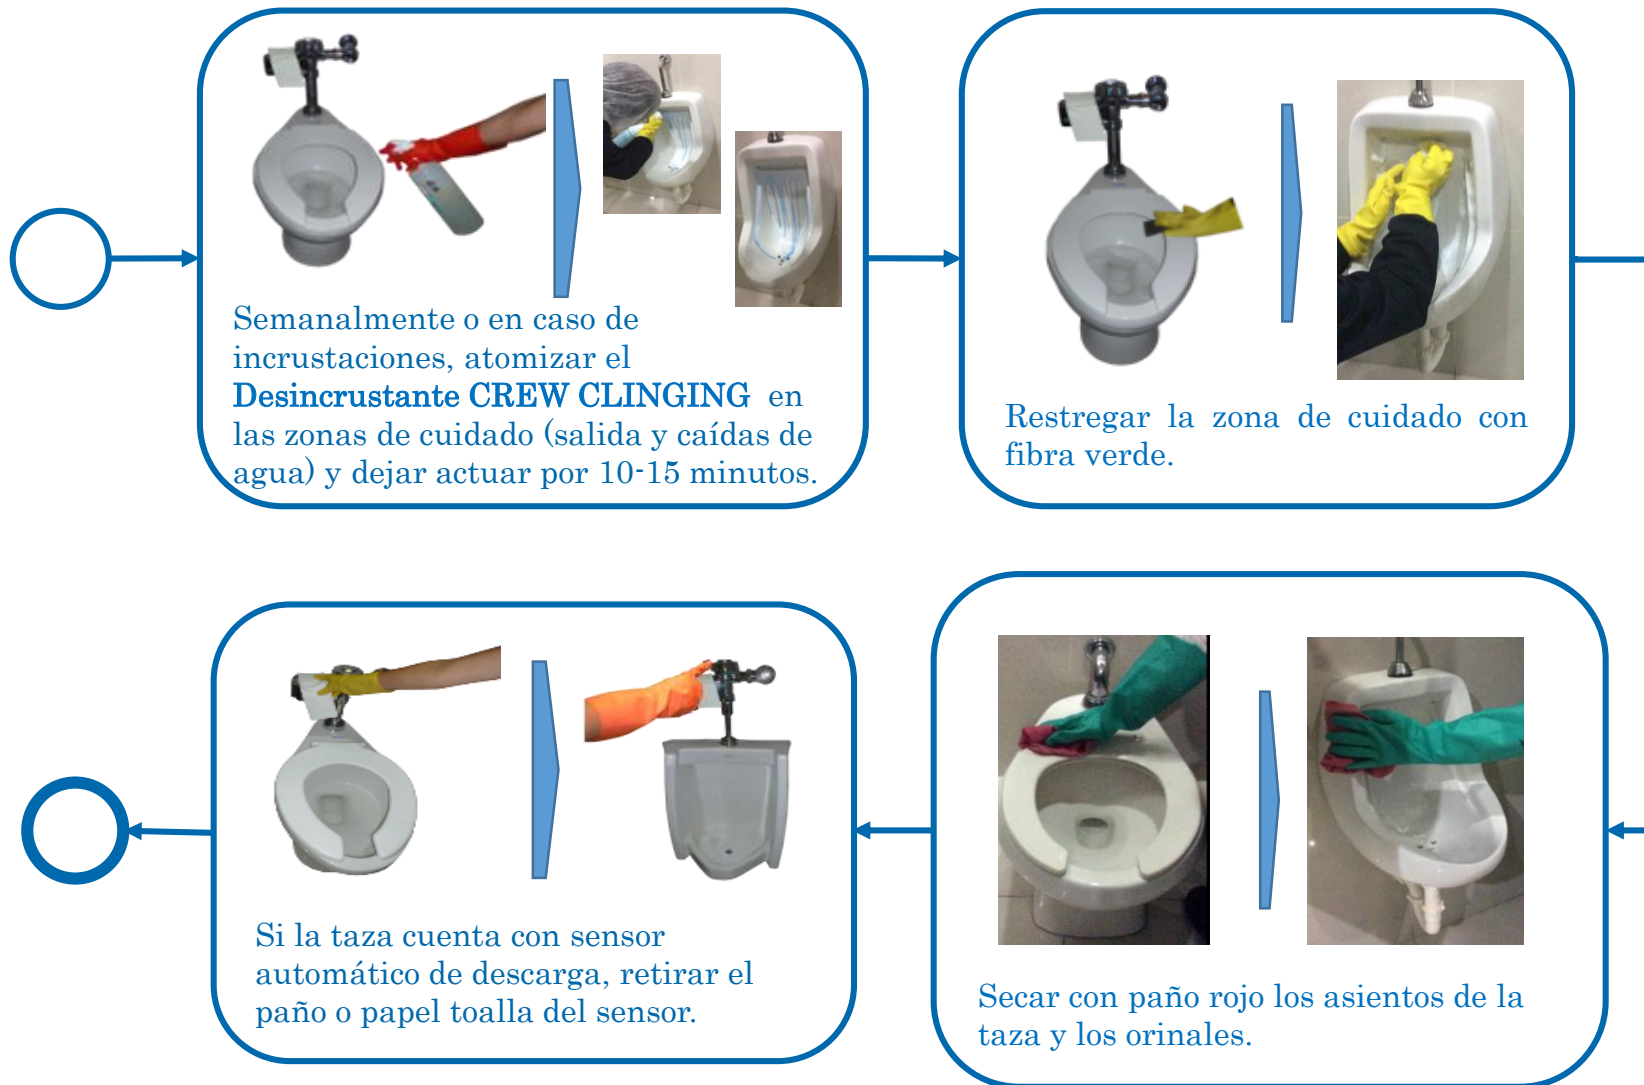 Semanalmente o en caso de
incrustaciones, atomizar el
Desincrustante CREW CLINGING en
las zonas de cuidado (salida y caídas de
agua) y dejar actuar por 10-15 minutos.
Restregar la zona de cuidado con
fibra verde.
Si la taza cuenta con sensor
automático de descarga, retirar el
paño o papel toalla del sensor.
Secar con paño rojo los asientos de la
taza y los orinales.